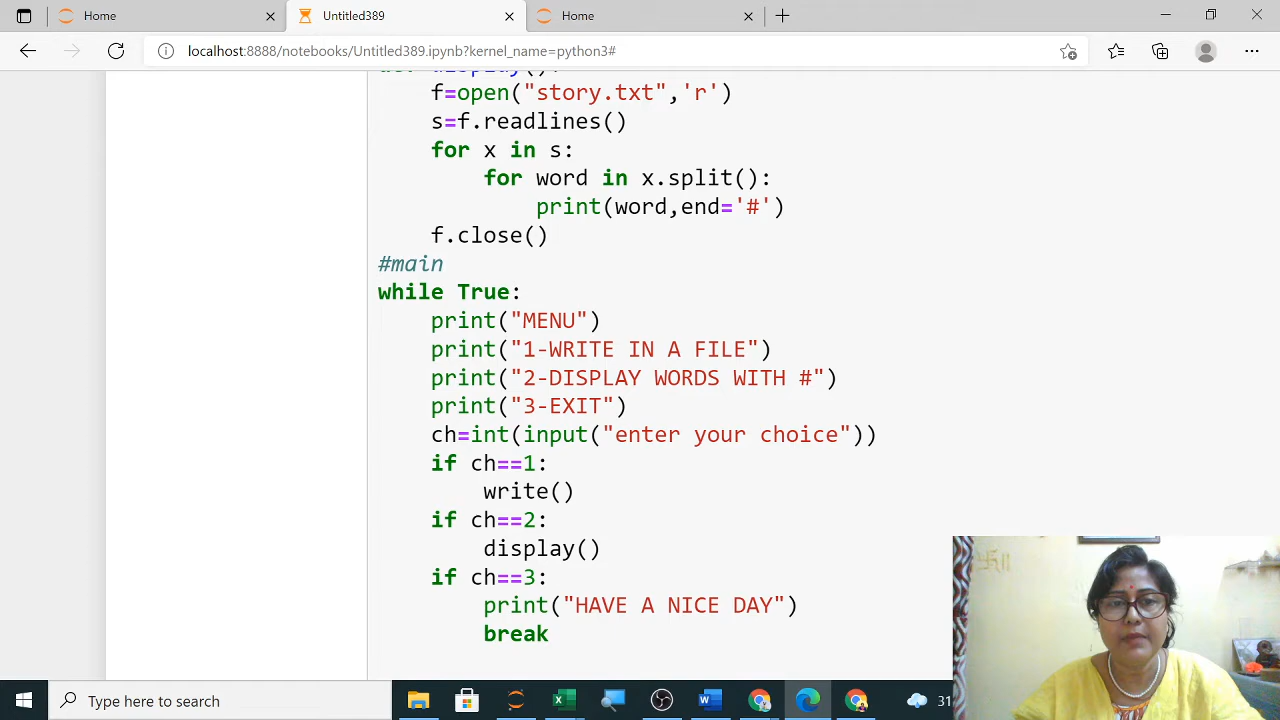 Home
Untitled389
Home
localhost:8888/notebooks/Untitled389.ipynb?kernel_name=python3#
def display():
f=open("story.txt",'r')
s=f.readlines()
for x in s:
for word in x.split():
print(word,end='#')
f.close()
#main
while True:
print("MENU")
print("1-WRITE IN A FILE")
print("2-DISPLAY WORDS WITH #")
print("3-EXIT")
ch=int(input("enter your choice"))
if ch==1:
write()
if ch==2:
display()
if ch==3:
print("HAVE A NICE DAY")
break
Type here to search
31